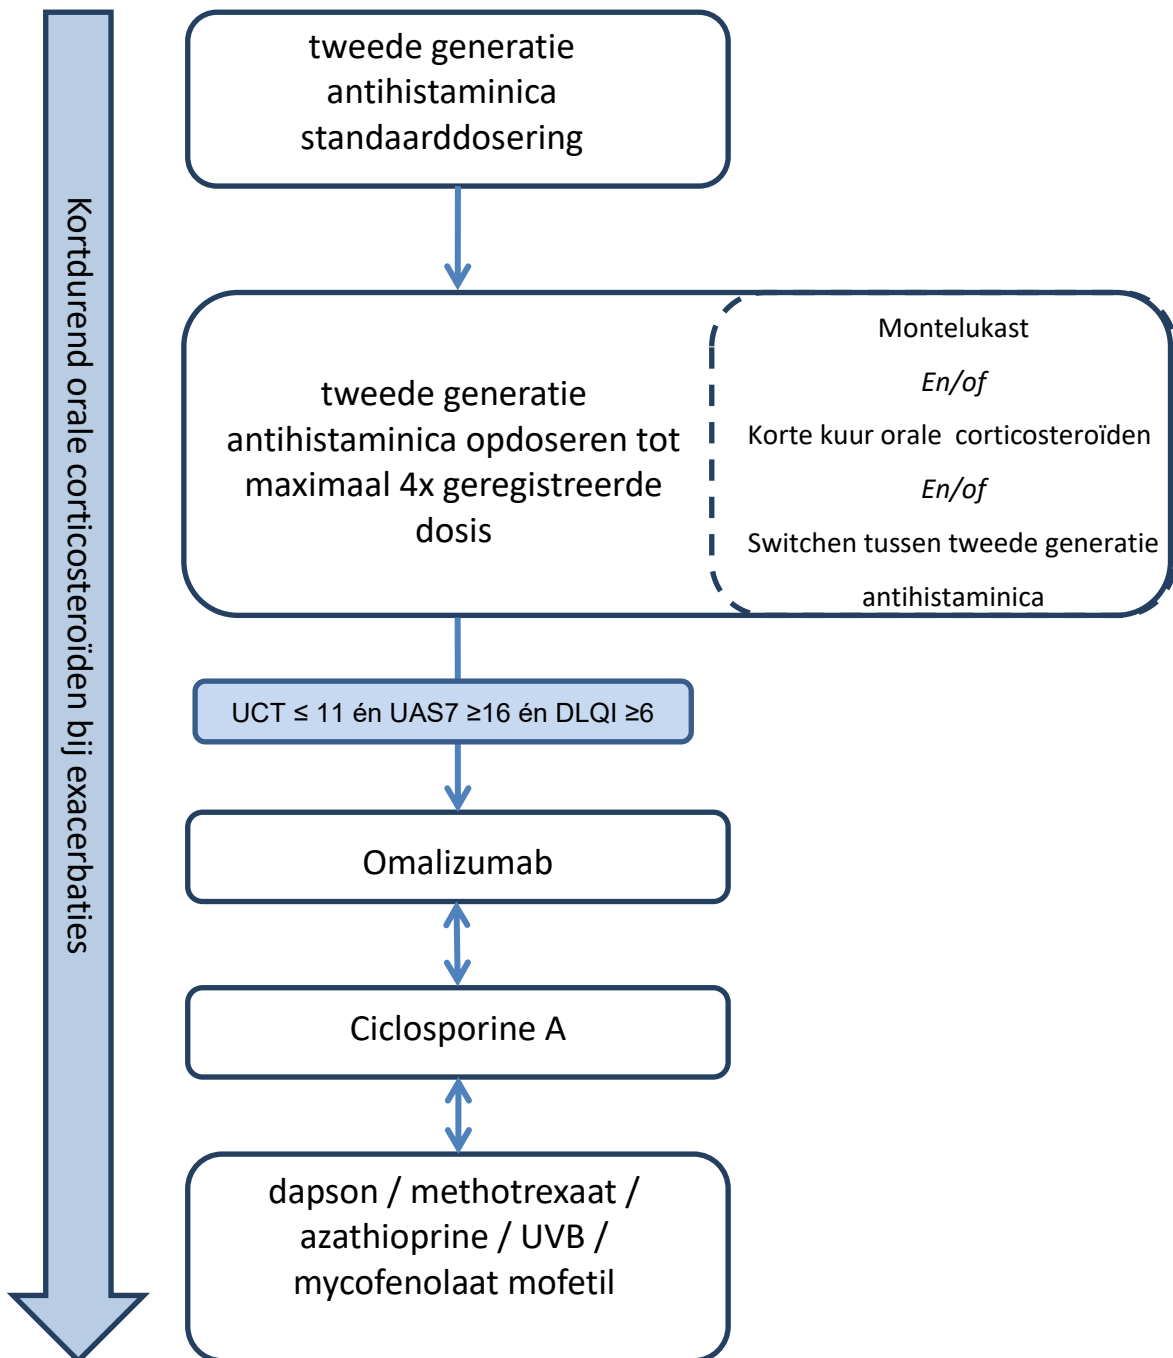 Kortdurend orale corticosteroïden bij exacerbaties
tweede generatie
antihistaminica
standaarddosering
tweede generatie
antihistaminica opdoseren tot
maximaal 4x geregistreerde
dosis
Montelukast
En/of
Korte kuur orale corticosteroïden
En/of
Switchen tussen tweede generatie
antihistaminica
UCT ≤ 11 én UAS7 ≥16 én DLQI ≥6
Omalizumab
Ciclosporine A
dapson / methotrexaat /
azathioprine / UVB /
mycofenolaat mofetil